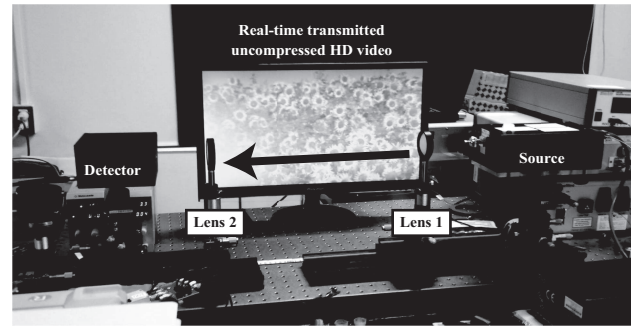 Real-time transmitted
uncompressed HD video
Detector
Source
Lens 2
Lens 1